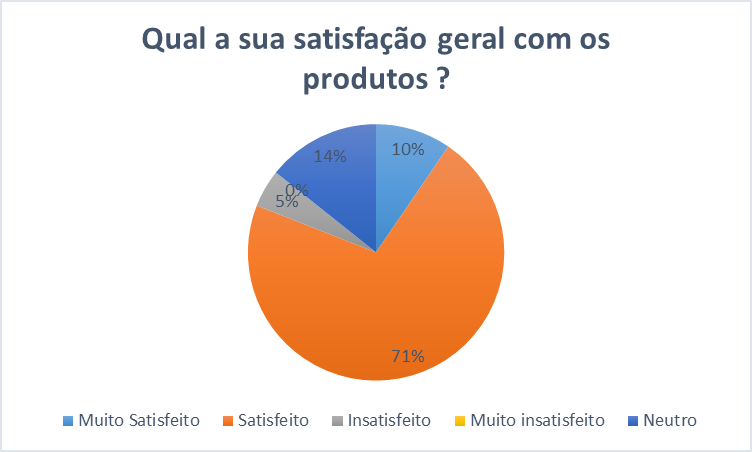 Qual a sua satisfação geral com os
produtos ?
14%
10%
0%
5%
71%
Muito Satisfeito
Satisfeito
Insatisfeito
Muito insatisfeito
Neutro